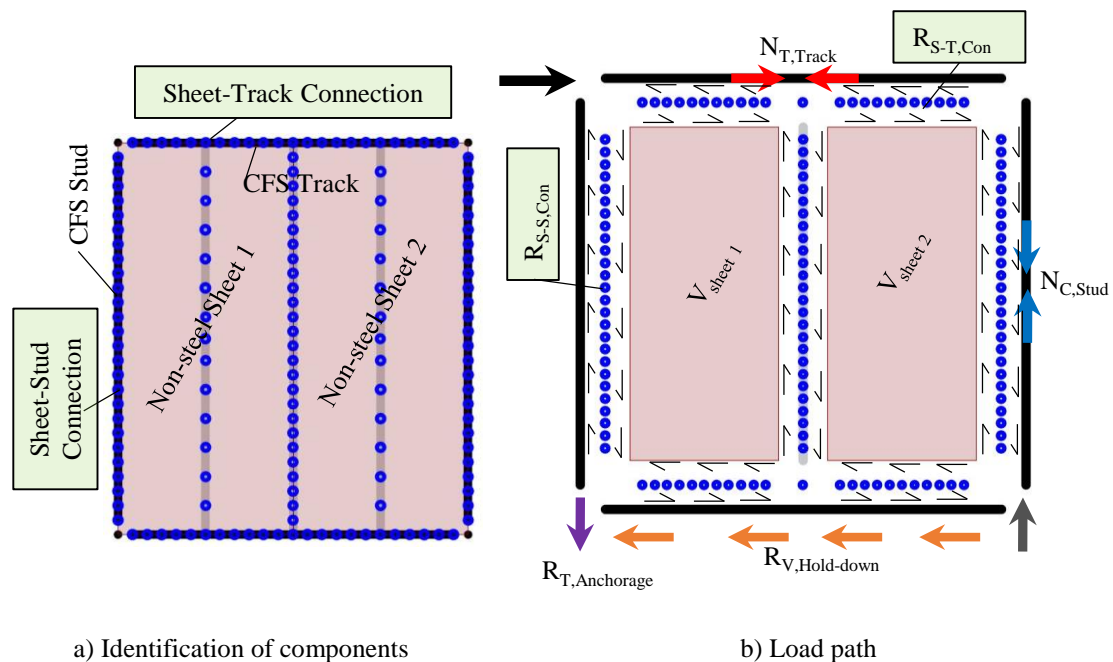 Sheet-Track Connection
CFS Track
CFS Stud
Sheet-Stud
Connection
Non-steel Sheet 1
Non-steel Sheet 2
a) Identification of components
N_T,Track
R_S-T,Con
R_S-S,Con
V_sheet 1
V_sheet 2
N_C,Stud
R_T,Anchorage
R_V,Hold-down
b) Load path